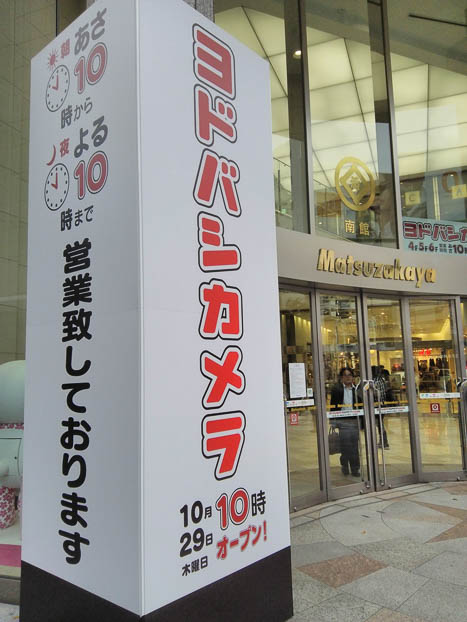 朝
あさ
10
時から
夜
よる
10
時まで
営業致しております
ヨドバシカメラ
10月
29日
木曜日
10時
オープン!
南館
Matsuzakaya
ヨドバシカ
4F5F6F